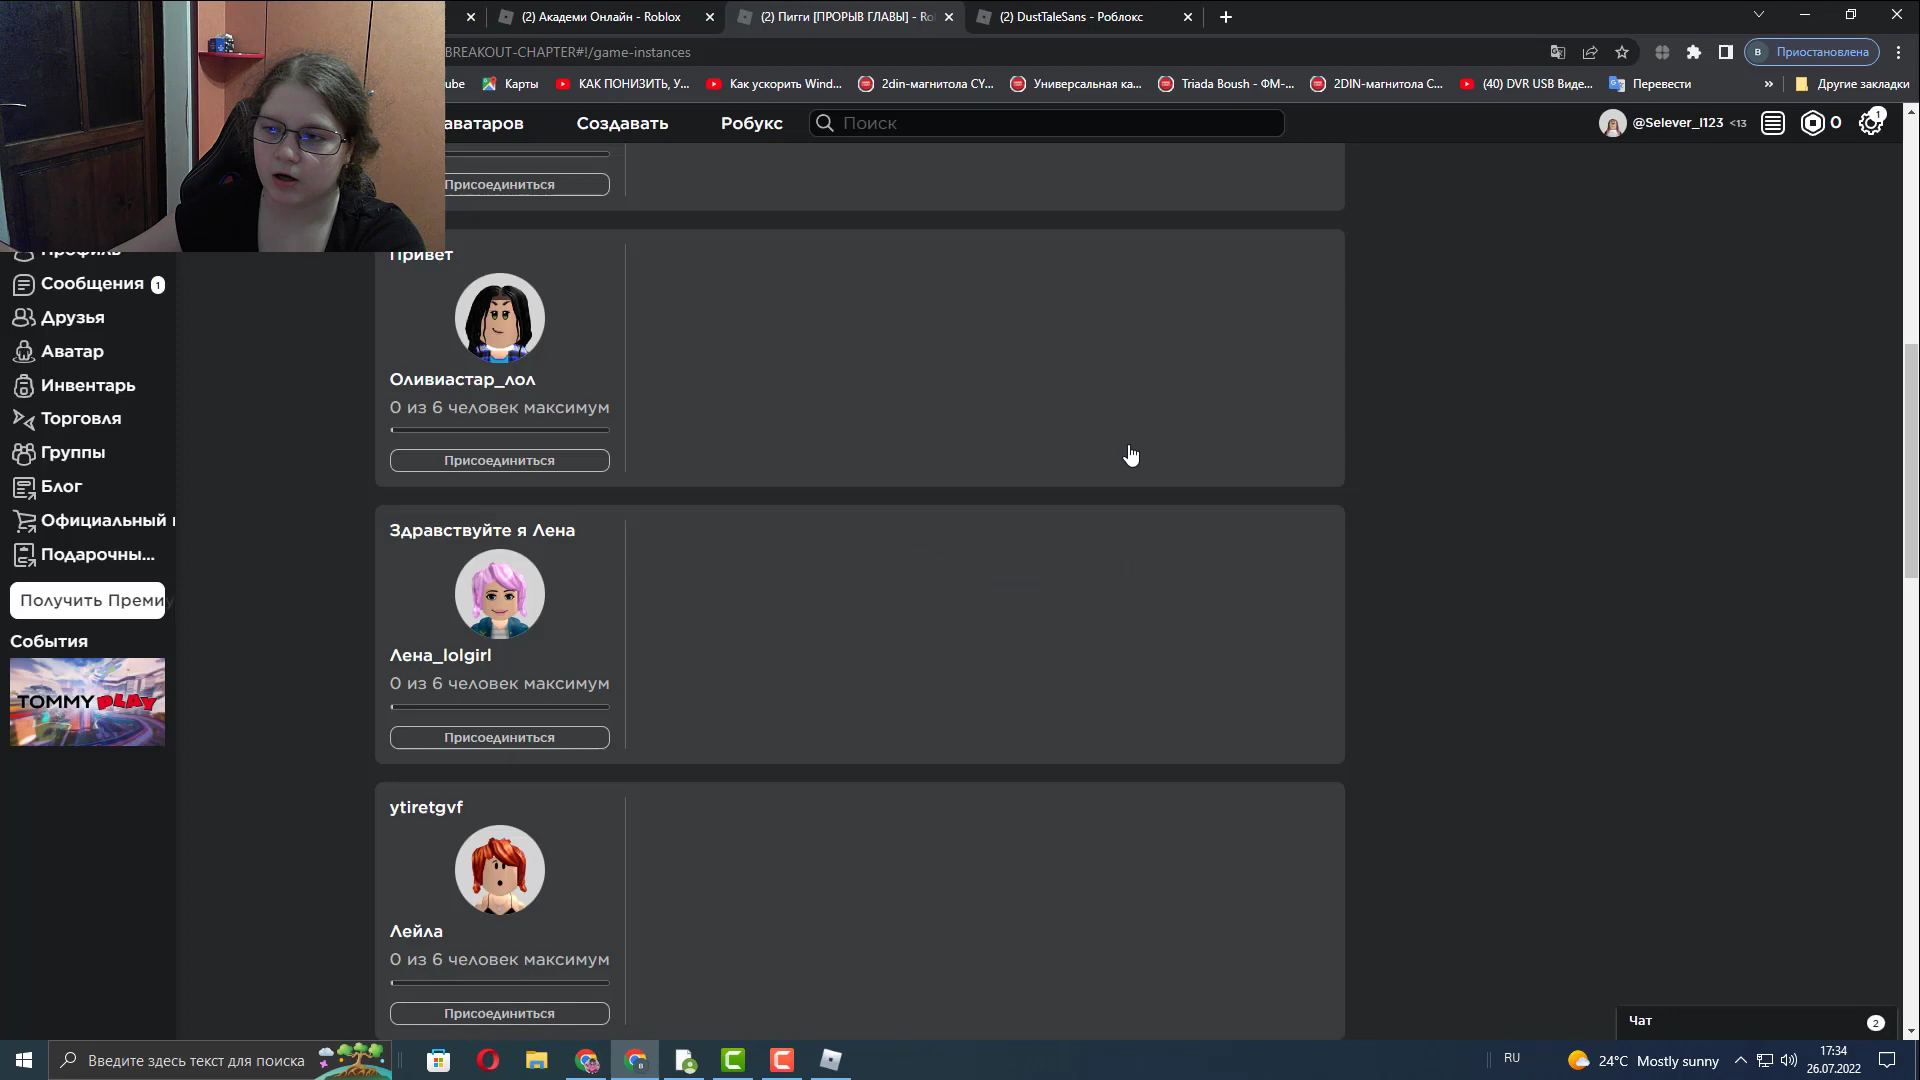 (2) Академи Онлайн - Roblox
(2) Пигги [ПРОРЫВ ГЛАВЫ] - Ro
(2) DustTaleSans - Роблокс
BREAKOUT-CHAPTER#!/game-instances
В
Приостановлена
ube
Карты
КАК ПОНИЗИТЬ, У...
Как ускорить Wind...
2din-магнитола CY...
Универсальная ка...
Triada Boush - ФМ-...
2DIN-магнитола С...
(40) DVR USB Виде...
Перевести
»
Другие закладки
аватаров
Создавать
Робукс
Поиск
@Selever_l123 <13
0
1
Присоединиться
Профиль
Сообщения 1
Друзья
Аватар
Инвентарь
Торговля
Группы
Блог
Официальный
Подарочны...
Получить Преми
События
TOMMY PLAY
Привет
Оливиастар_лол
0 из 6 человек максимум
Присоединиться
Здравствуйте я Лена
Лена_lolgirl
0 из 6 человек максимум
Присоединиться
ytiretgvf
Лейла
0 из 6 человек максимум
Присоединиться
Чат
2
Введите здесь текст для поиска
RU
24°C Mostly sunny
17:34
26.07.2022